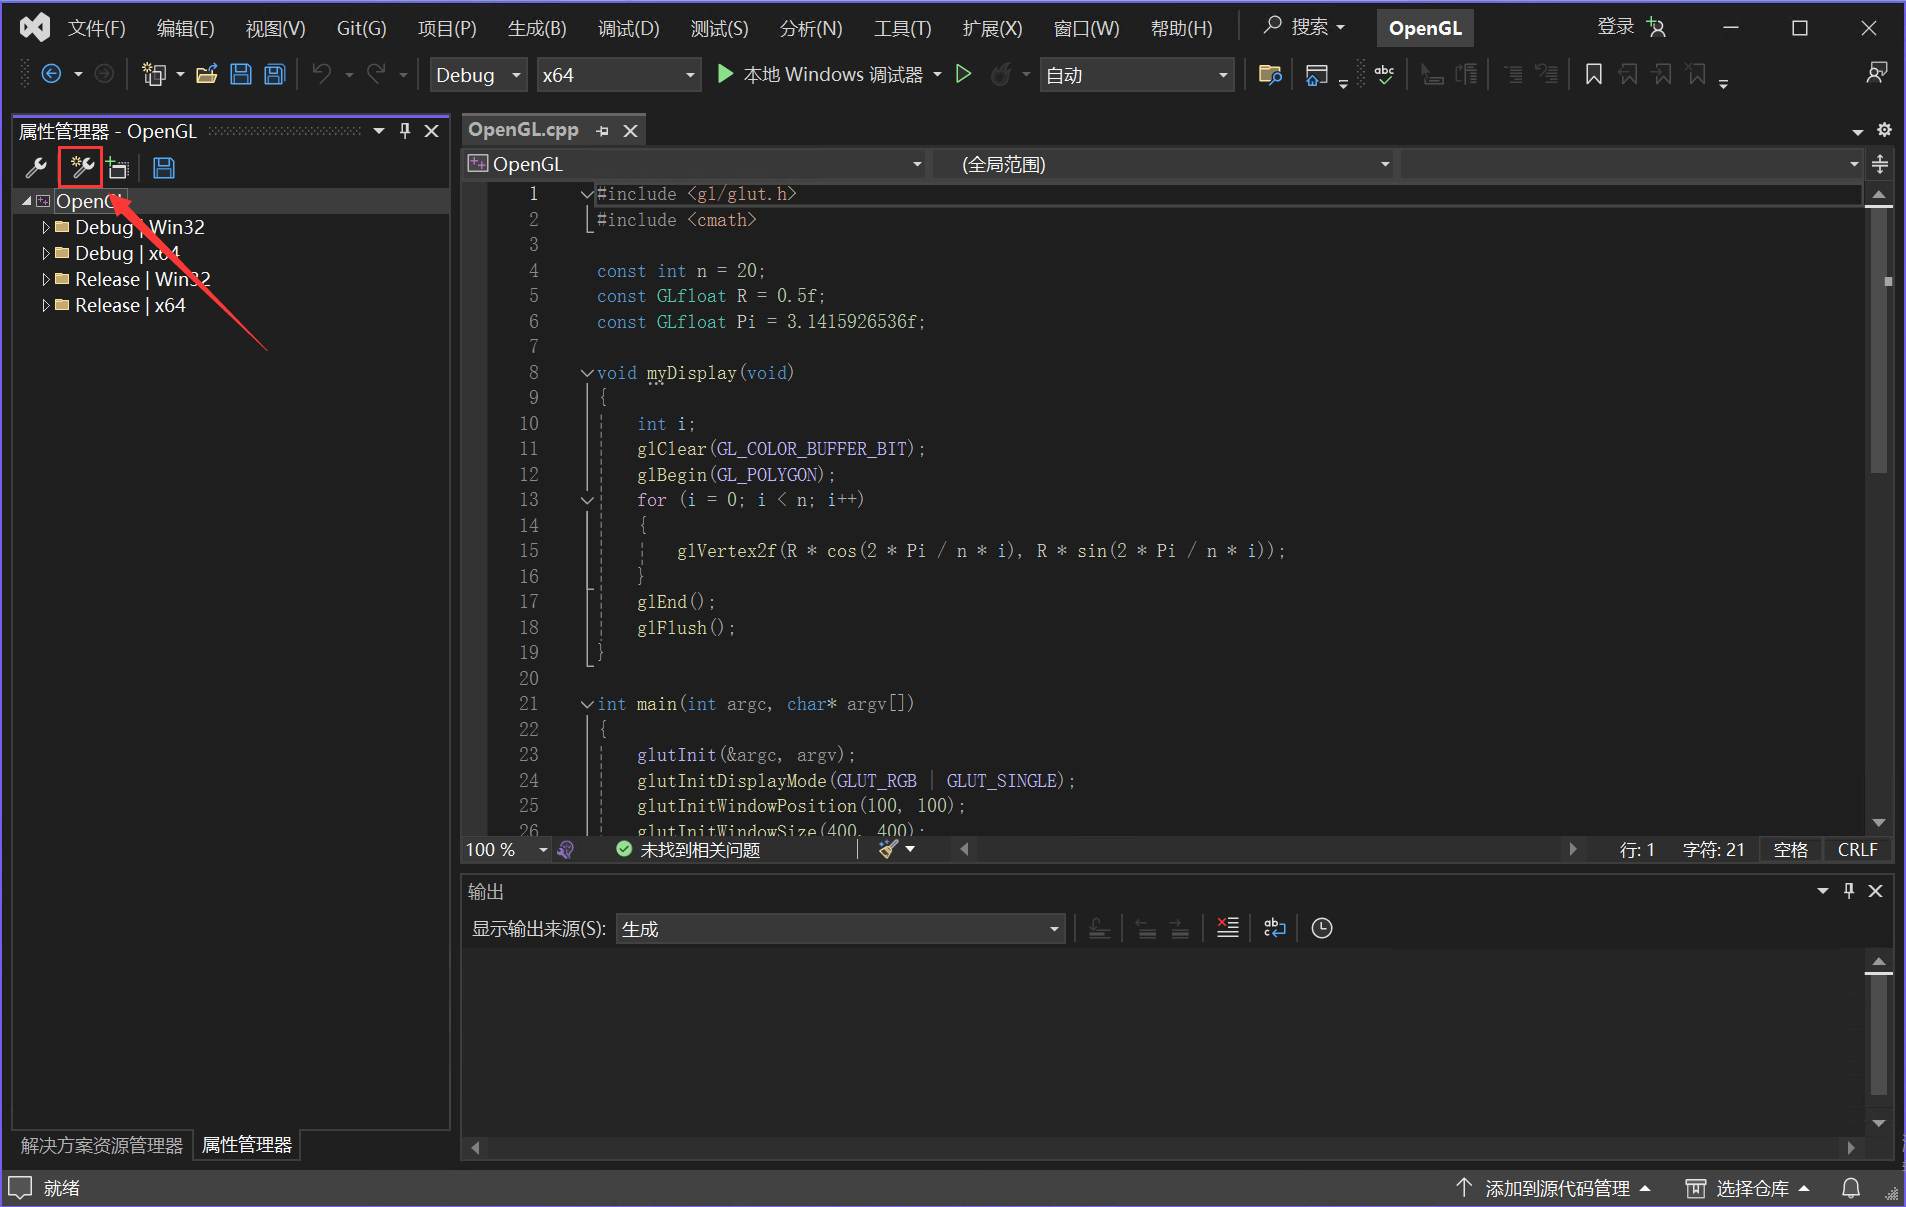 文件(F) 编辑(E) 视图(V) Git(G) 项目(P) 生成(B) 调试(D) 测试(S) 分析(N) 工具(T) 扩展(X) 窗口(W) 帮助(H) 搜索 OpenGL 登录
Debug x64 本地 Windows 调试器 自动 abc
属性管理器 - OpenGL
OpenGL
Debug | Win32
Debug | x64
Release | Win32
Release | x64
OpenGL.cpp
OpenGL (全局范围)
1 #include <gl/glut.h>
2 #include <cmath>
3
4 const int n = 20;
5 const GLfloat R = 0.5f;
6 const GLfloat Pi = 3.1415926536f;
7
8 void myDisplay(void)
9 {
10 int i;
11 glClear(GL_COLOR_BUFFER_BIT);
12 glBegin(GL_POLYGON);
13 for (i = 0; i < n; i++)
14 {
15 glVertex2f(R * cos(2 * Pi / n * i), R * sin(2 * Pi / n * i));
16 }
17 glEnd();
18 glFlush();
19 }
20
21 int main(int argc, char* argv[])
22 {
23 glutInit(&argc, argv);
24 glutInitDisplayMode(GLUT_RGB | GLUT_SINGLE);
25 glutInitWindowPosition(100, 100);
26 glutInitWindowSize(400, 400);
100 % 未找到相关问题 行: 1 字符: 21 空格 CRLF
输出
显示输出来源(S): 生成
解决方案资源管理器 属性管理器
就绪 添加到源代码管理 选择仓库